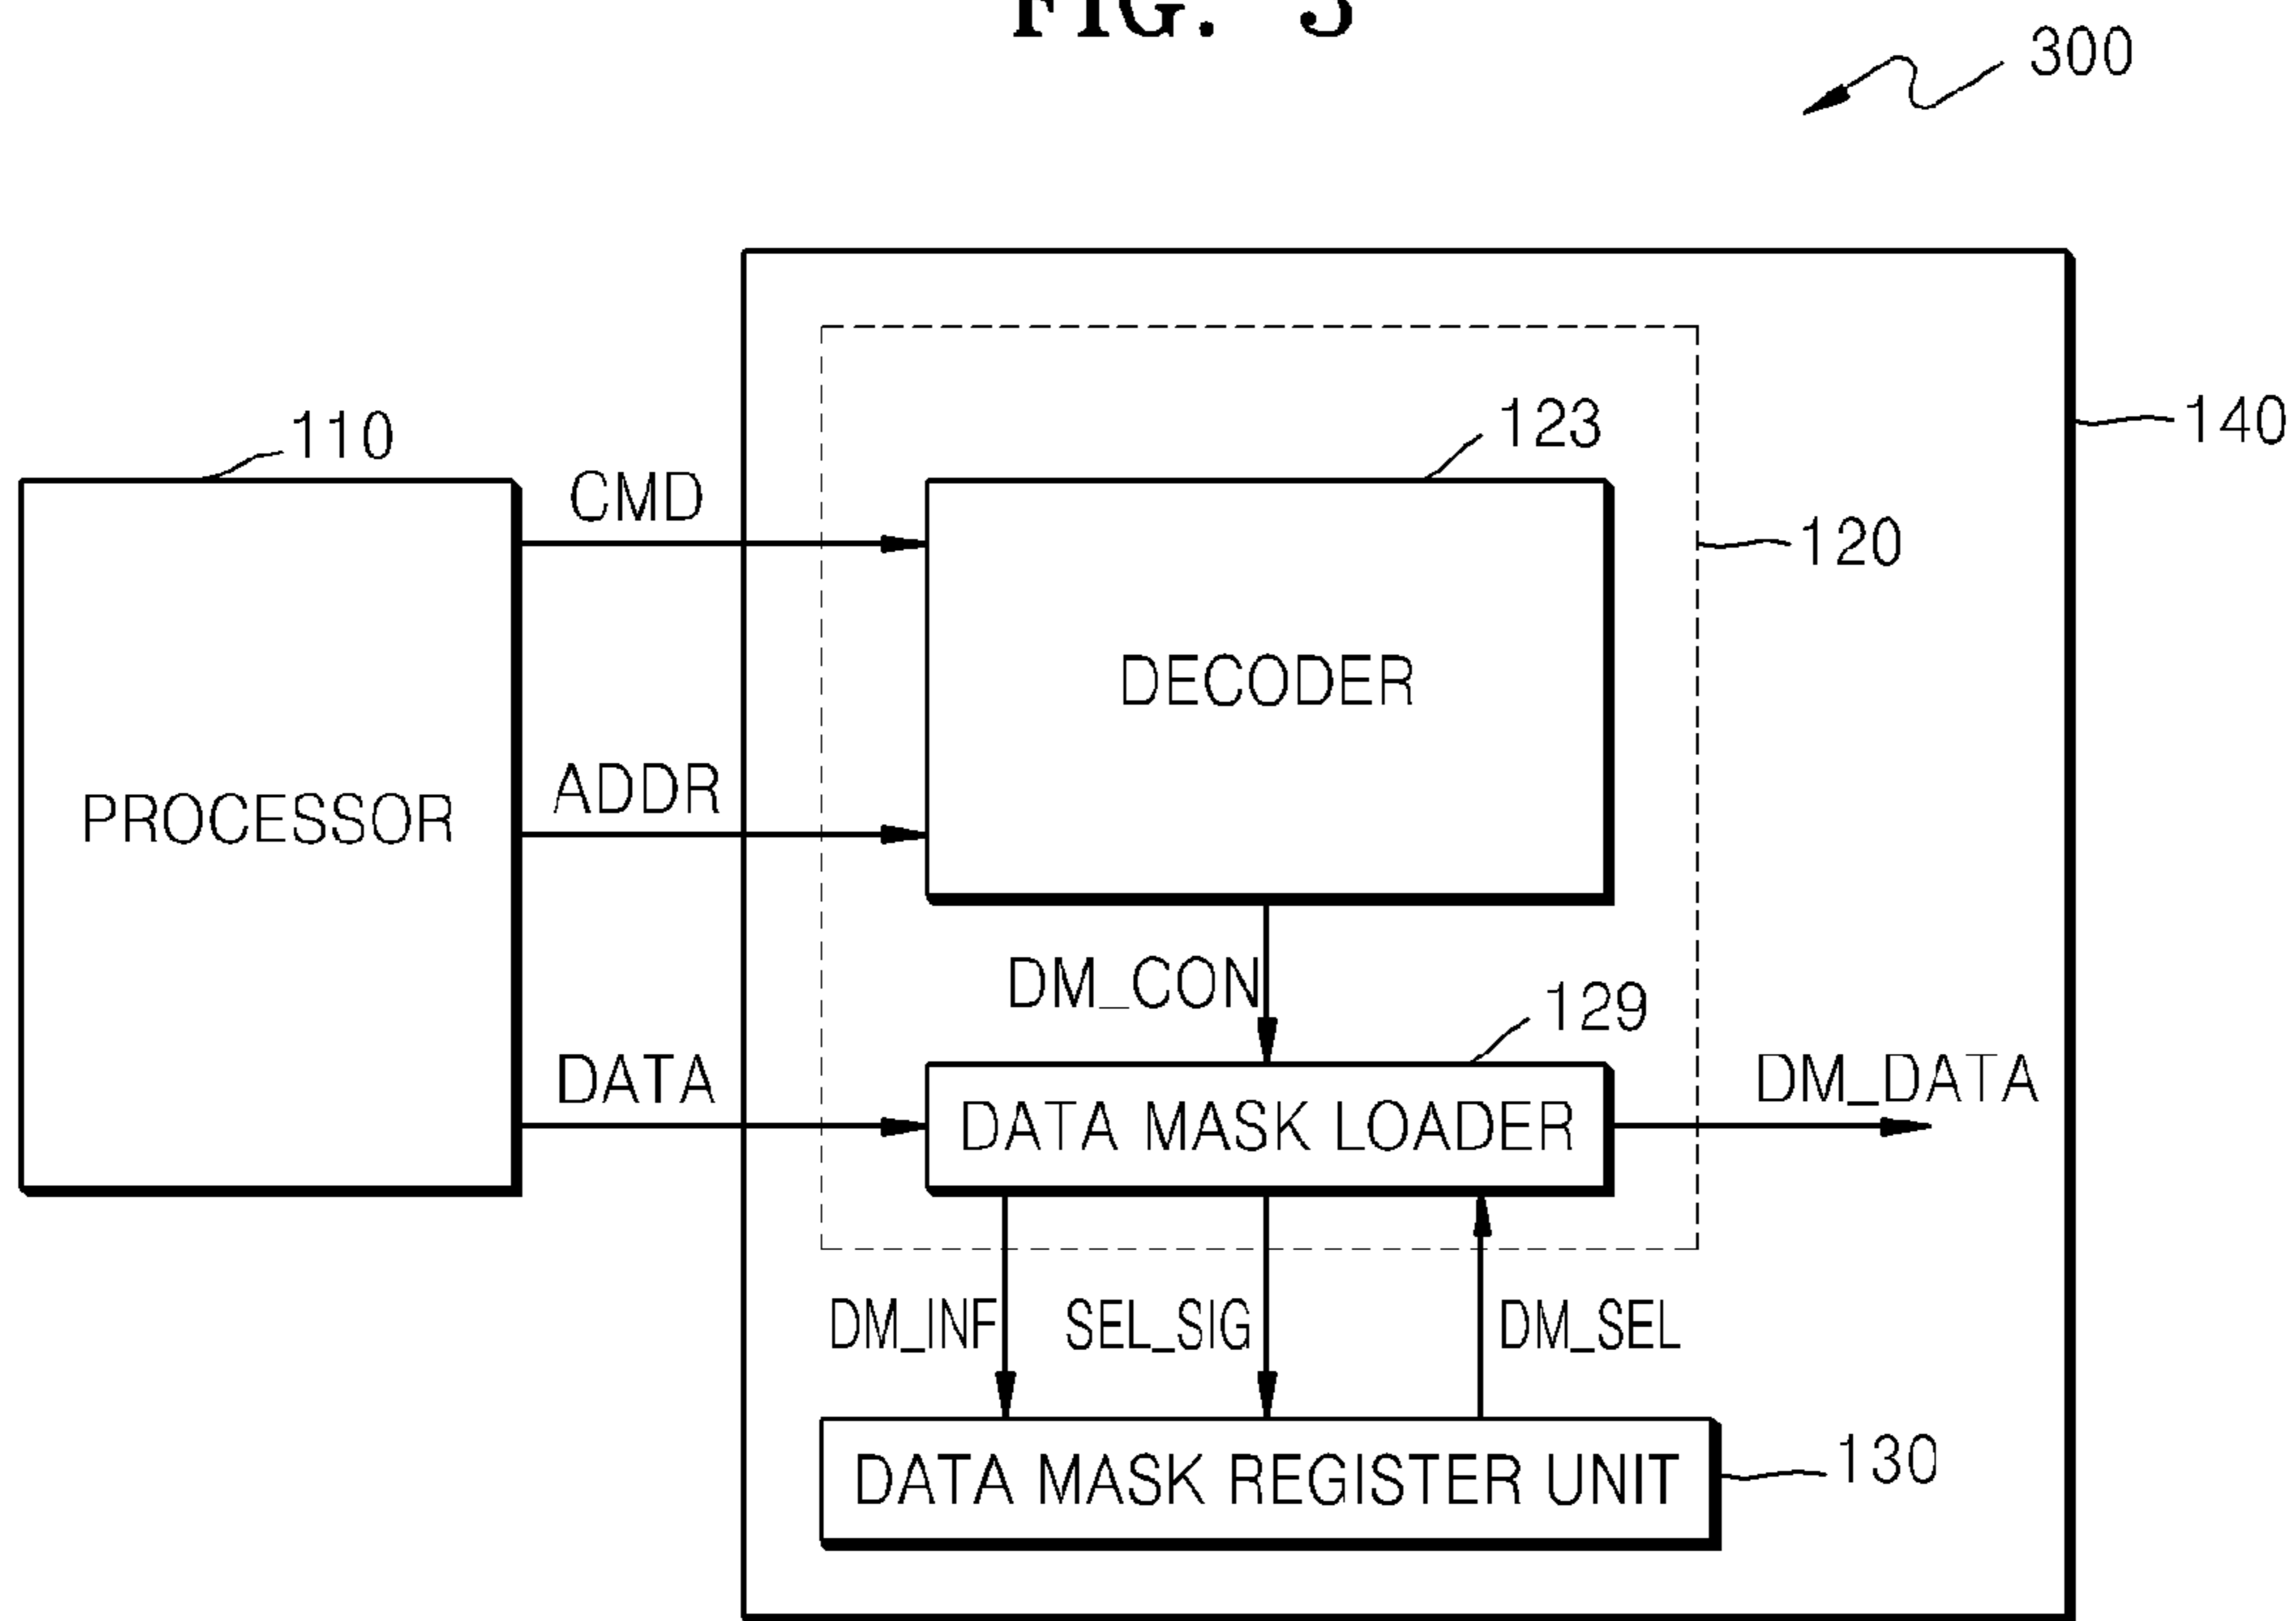 FIG. 3
300
140
110
123
CMD
120
DECODER
PROCESSOR
ADDR
DM_CON
129
DATA
DATA MASK LOADER
DM_DATA
DM_INF
SEL_SIG
DM_SEL
DATA MASK REGISTER UNIT
130